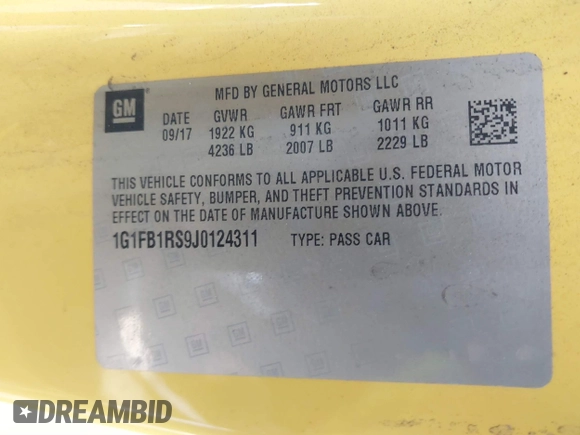 MFD BY GENERAL MOTORS LLC
GM
DATE GVWR GAWR FRT GAWR RR
09/17 1922 KG 911 KG 1011 KG
4236 LB 2007 LB 2229 LB
THIS VEHICLE CONFORMS TO ALL APPLICABLE U.S. FEDERAL MOTOR
VEHICLE SAFETY, BUMPER, AND THEFT PREVENTION STANDARDS IN
EFFECT ON THE DATE OF MANUFACTURE SHOWN ABOVE.
1G1FB1RS9J0124311 TYPE: PASS CAR
DREAMBID